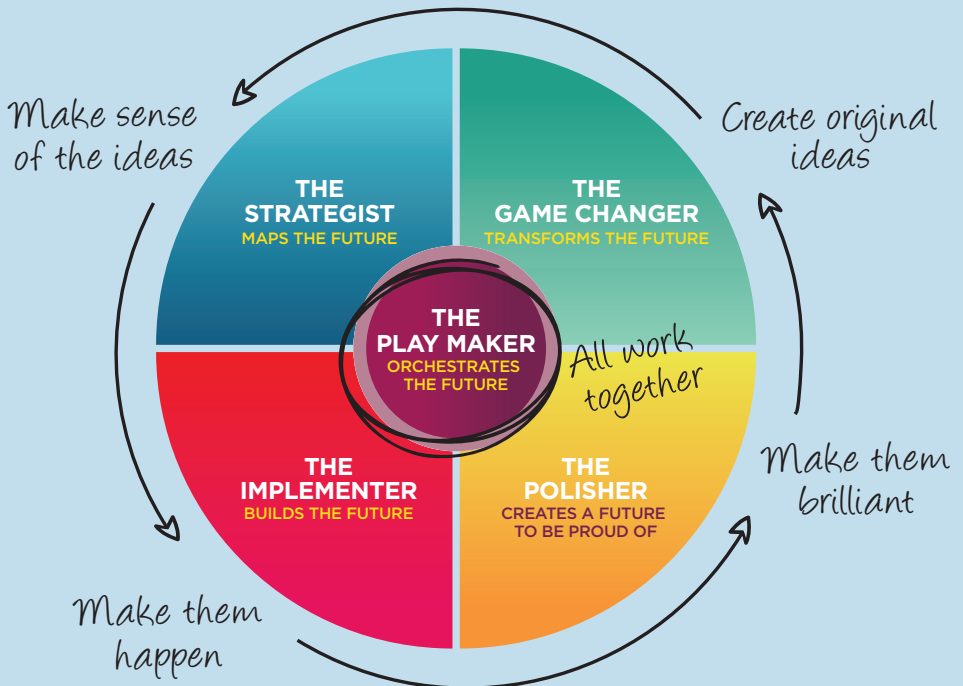 Make sense
of the ideas
Create original
ideas
THE
STRATEGIST
MAPS THE FUTURE
THE
GAME CHANGER
TRANSFORMS THE FUTURE
THE
PLAY MAKER
ORCHESTRATES
THE FUTURE
All work
together
THE
IMPLEMENTER
BUILDS THE FUTURE
THE
POLISHER
CREATES A FUTURE
TO BE PROUD OF
Make them
brilliant
Make them
happen